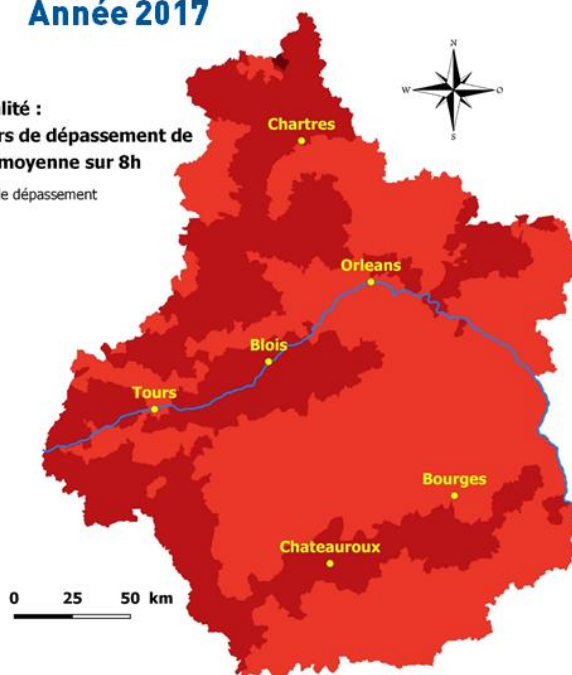 Année 2017
lité :
rs de dépassement de
moyenne sur 8h
e dépassement
N
W
O
S
Chartres
Orleans
Blois
Tours
Bourges
Chateauroux
0 25 50 km